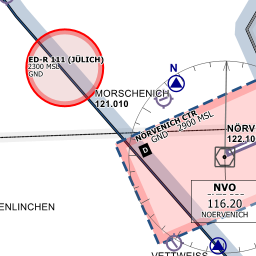 ED-R 111 (JÜLICH)
2300 MSL
GND
N
MORSCHENICH
121.010
NÖRVENICH CTR
GND 2900 MSL
NÖRV
122.10
D
NVO
116.20
NOERVENICH
ENLINCHEN
VETTWEISS